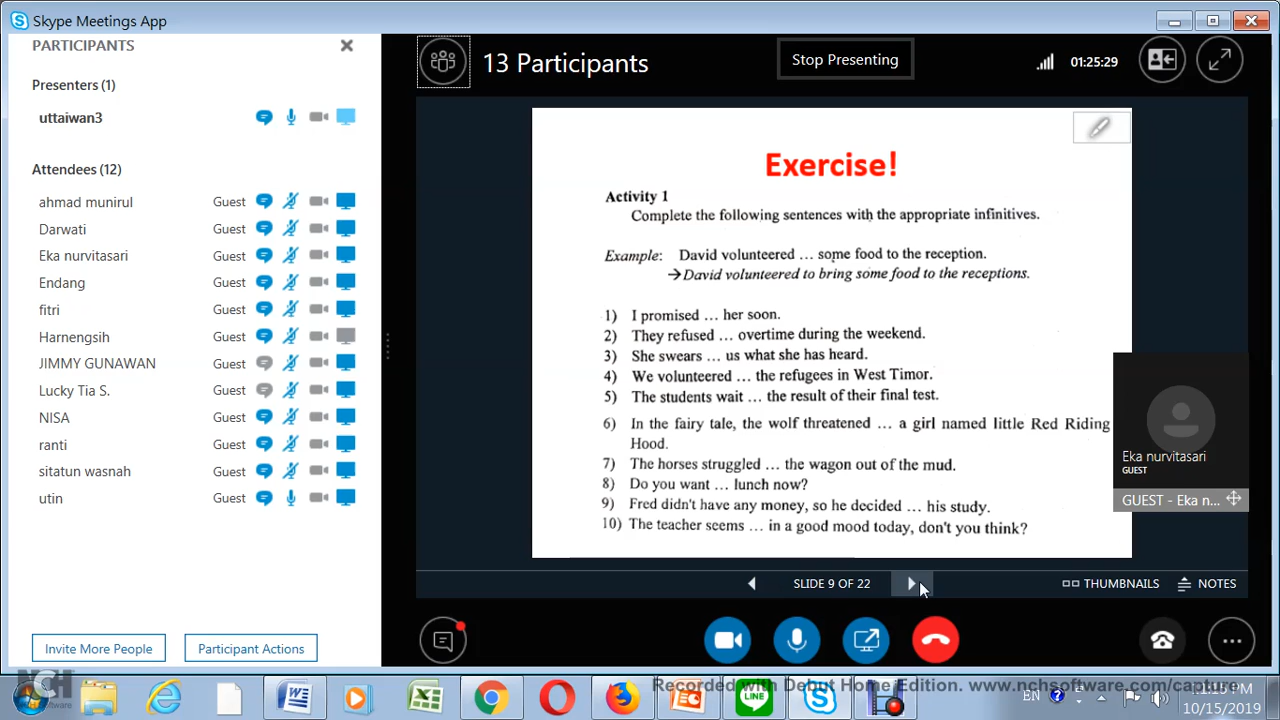 Skype Meetings App
PARTICIPANTS
Presenters (1)
uttaiwan3
Attendees (12)
ahmad munirul Guest
Darwati Guest
Eka nurvitasari Guest
Endang Guest
fitri Guest
Harnengsih Guest
JIMMY GUNAWAN Guest
Lucky Tia S. Guest
NISA Guest
ranti Guest
sitatun wasnah Guest
utin Guest
Invite More People
Participant Actions
13 Participants
Stop Presenting
01:25:29
Exercise!
Activity 1
Complete the following sentences with the appropriate infinitives.
Example: David volunteered ... some food to the reception.
→David volunteered to bring some food to the receptions.
1) I promised ... her soon.
2) They refused ... overtime during the weekend.
3) She swears ... us what she has heard.
4) We volunteered ... the refugees in West Timor.
5) The students wait ... the result of their final test.
6) In the fairy tale, the wolf threatened ... a girl named little Red Riding
Hood.
7) The horses struggled ... the wagon out of the mud.
8) Do you want ... lunch now?
9) Fred didn't have any money, so he decided ... his study.
10) The teacher seems ... in a good mood today, don't you think?
Eka nurvitasari
GUEST
GUEST - Eka n...
SLIDE 9 OF 22
THUMBNAILS
NOTES
NCH
NCH Software
Recorded with Debut Home Edition. www.nchsoftware.com/capture
EN
PM
10/15/2019